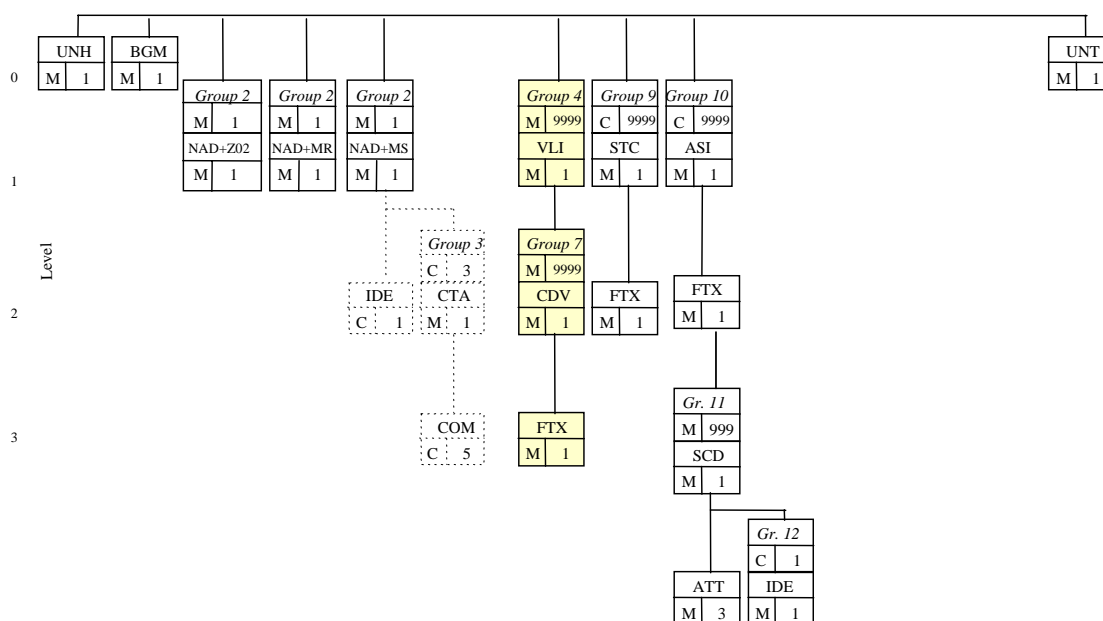 UNH BGM UNT
M 1 M 1 M 1
0
Group 2 Group 2 Group 2 Group 4 Group 9 Group 10
M 1 M 1 M 1 M 9999 C 9999 C 9999
NAD+Z02 NAD+MR NAD+MS VLI STC ASI
M 1 M 1 M 1 M 1 M 1 M 1
1
Level
Group 3 Group 7
C 3 M 9999
IDE CTA CDV FTX FTX
C 1 M 1 M 1 M 1 M 1
2
Gr. 11
M 999
3
COM FTX SCD
C 5 M 1 M 1
Gr. 12
C 1
ATT IDE
M 3 M 1